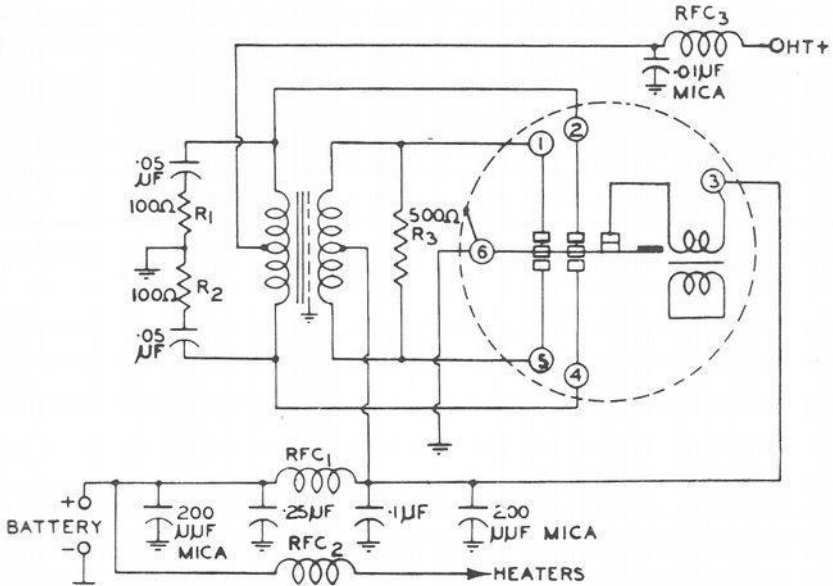 RFC3
HT+
.01µF
MICA
2
1
3
.05
µF
100Ω
R1
500Ω
R3
6
100Ω
R2
.05
µF
5
4
RFC1
+
BATTERY
-
200
µµF
MICA
.25µF
.1µF
200
µµF MICA
RFC2
HEATERS